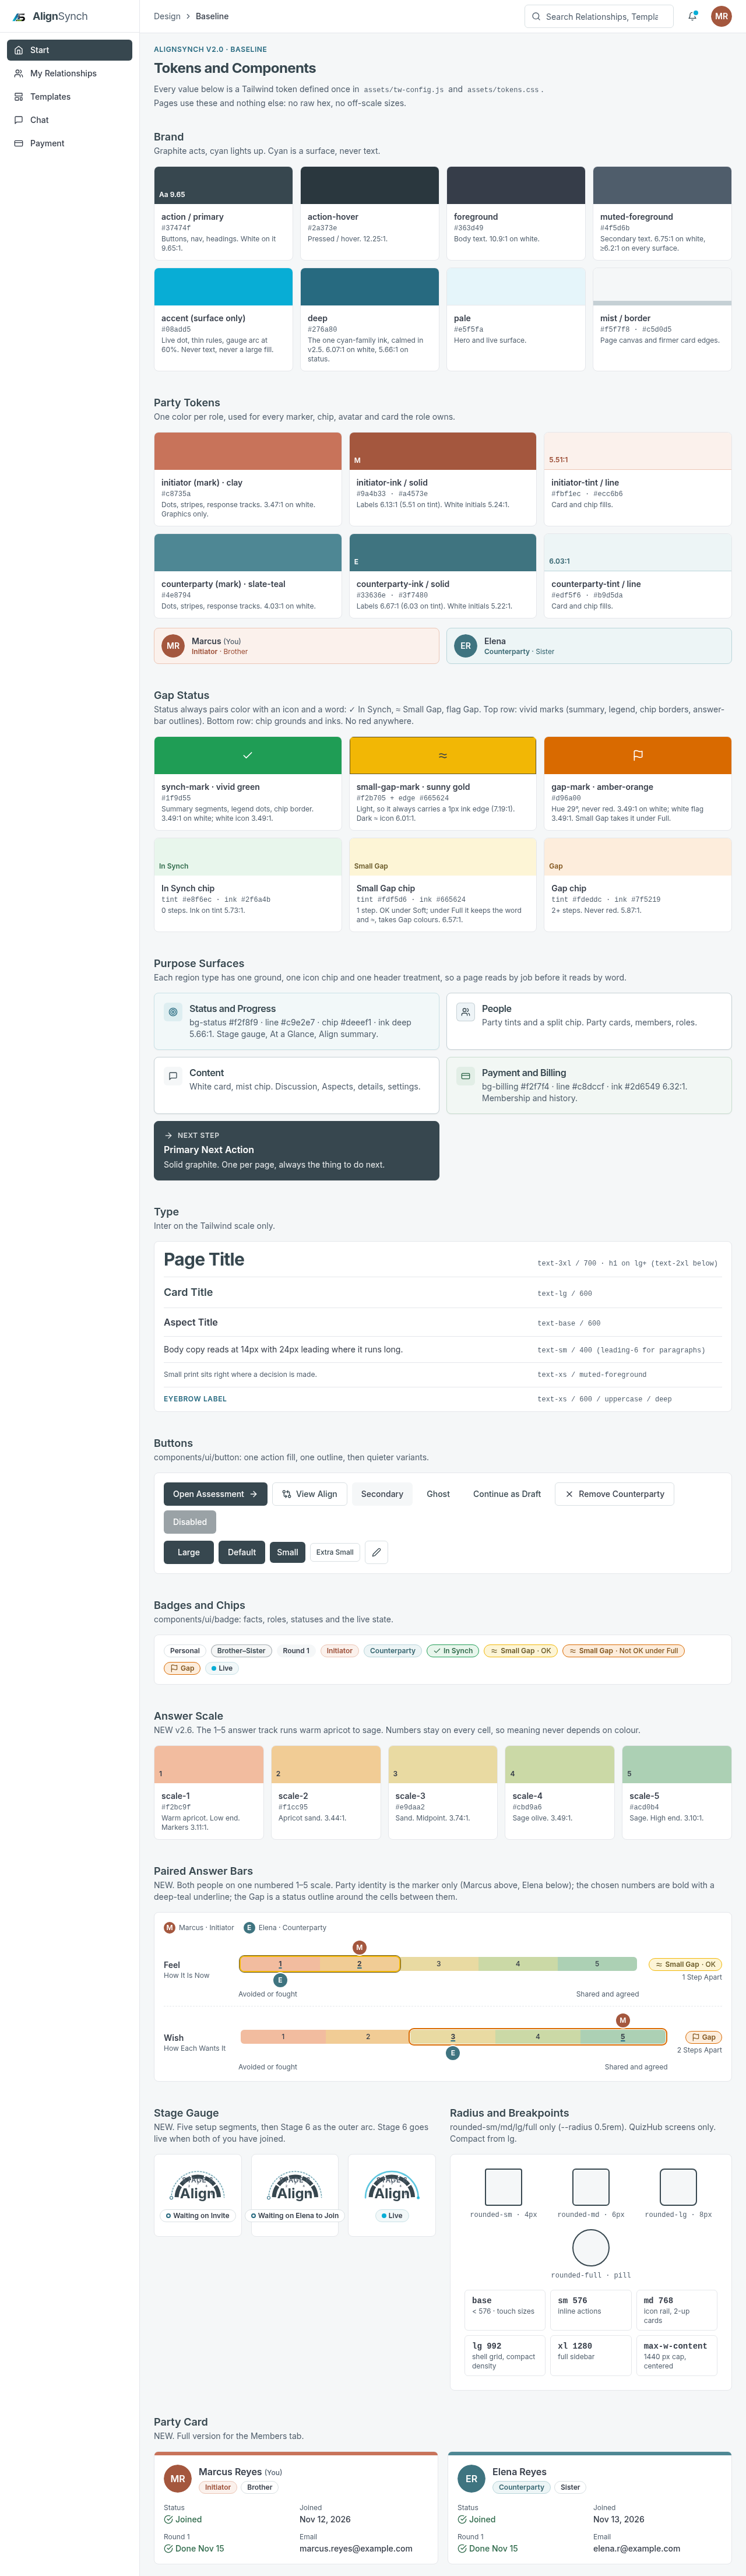 AlignSynch
Design > Baseline
Search Relationships, Templa
MR
Start
My Relationships
Templates
Chat
Payment
ALIGNSYNCH V2.0 · BASELINE
Tokens and Components
Every value below is a Tailwind token defined once in assets/tw-config.js and assets/tokens.css.
Pages use these and nothing else: no raw hex, no off-scale sizes.
Brand
Graphite acts, cyan lights up. Cyan is a surface, never text.
Aa 9.65
action / primary
#37474f
Buttons, nav, headings. White on it
9.65:1.
action-hover
#2a373e
Pressed / hover. 12.25:1.
foreground
#363d49
Body text. 10.9:1 on white.
muted-foreground
#4f5d6b
Secondary text. 6.75:1 on white,
≥6.2:1 on every surface.
accent (surface only)
#08add5
Live dot, thin rules, gauge arc at
60%. Never text, never a large fill.
deep
#276a80
The one cyan-family ink, calmed in
v2.5. 6.07:1 on white, 5.66:1 on
status.
pale
#e5f5fa
Hero and live surface.
mist / border
#f5f7f8 · #c5d0d5
Page canvas and firmer card edges.
Party Tokens
One color per role, used for every marker, chip, avatar and card the role owns.
initiator (mark) · clay
#c8735a
Dots, stripes, response tracks. 3.47:1 on white.
Graphics only.
M
initiator-ink / solid
#9a4b33 · #a4573e
Labels 6.13:1 (5.51 on tint). White initials 5.24:1.
5.51:1
initiator-tint / line
#fbf1ec · #ecc6b6
Card and chip fills.
counterparty (mark) · slate-teal
#4e8794
Dots, stripes, response tracks. 4.03:1 on white.
E
counterparty-ink / solid
#33636e · #3f7480
Labels 6.67:1 (6.03 on tint). White initials 5.22:1.
6.03:1
counterparty-tint / line
#edf5f6 · #b9d5da
Card and chip fills.
MR
Marcus (You)
Initiator · Brother
ER
Elena
Counterparty · Sister
Gap Status
Status always pairs color with an icon and a word: ✓ In Synch, ≈ Small Gap, flag Gap. Top row: vivid marks (summary, legend, chip borders, answer-
bar outlines). Bottom row: chip grounds and inks. No red anywhere.
synch-mark · vivid green
#1f9d55
Summary segments, legend dots, chip border.
3.49:1 on white; white icon 3.49:1.
small-gap-mark · sunny gold
#f2b705 + edge #665624
Light, so it always carries a 1px ink edge (7.19:1).
Dark ≈ icon 6.01:1.
gap-mark · amber-orange
#d96a00
Hue 29°, never red. 3.49:1 on white; white flag
3.49:1. Small Gap takes it under Full.
In Synch
In Synch chip
tint #e8f6ec · ink #2f6a4b
0 steps. Ink on tint 5.73:1.
Small Gap
Small Gap chip
tint #fdf5d6 · ink #665624
1 step. OK under Soft; under Full it keeps the word
and ≈, takes Gap colours. 6.57:1.
Gap
Gap chip
tint #fdeddc · ink #7f5219
2+ steps. Never red. 5.87:1.
Purpose Surfaces
Each region type has one ground, one icon chip and one header treatment, so a page reads by job before it reads by word.
Status and Progress
bg-status #f2f8f9 · line #c9e2e7 · chip #deeef1 · ink deep
5.66:1. Stage gauge, At a Glance, Align summary.
People
Party tints and a split chip. Party cards, members, roles.
Content
White card, mist chip. Discussion, Aspects, details, settings.
Payment and Billing
bg-billing #f2f7f4 · line #c8dccf · ink #2d6549 6.32:1.
Membership and history.
NEXT STEP
Primary Next Action
Solid graphite. One per page, always the thing to do next.
Type
Inter on the Tailwind scale only.
Page Title
text-3xl / 700 · h1 on lg+ (text-2xl below)
Card Title
text-lg / 600
Aspect Title
text-base / 600
Body copy reads at 14px with 24px leading where it runs long.
text-sm / 400 (leading-6 for paragraphs)
Small print sits right where a decision is made.
text-xs / muted-foreground
EYEBROW LABEL
text-xs / 600 / uppercase / deep
Buttons
components/ui/button: one action fill, one outline, then quieter variants.
Open Assessment
View Align
Secondary
Ghost
Continue as Draft
Remove Counterparty
Disabled
Large
Default
Small
Extra Small
Badges and Chips
components/ui/badge: facts, roles, statuses and the live state.
Personal
Brother–Sister
Round 1
Initiator
Counterparty
In Synch
Small Gap · OK
Small Gap · Not OK under Full
Gap
Live
Answer Scale
NEW v2.6. The 1–5 answer track runs warm apricot to sage. Numbers stay on every cell, so meaning never depends on colour.
1
scale-1
#f2bc9f
Warm apricot. Low end.
Markers 3.11:1.
2
scale-2
#f1cc95
Apricot sand. 3.44:1.
3
scale-3
#e9daa2
Sand. Midpoint. 3.74:1.
4
scale-4
#cbd9a6
Sage olive. 3.49:1.
5
scale-5
#acd0b4
Sage. High end. 3.10:1.
Paired Answer Bars
NEW. Both people on one numbered 1–5 scale. Party identity is the marker only (Marcus above, Elena below); the chosen numbers are bold with a
deep-teal underline; the Gap is a status outline around the cells between them.
M Marcus · Initiator E Elena · Counterparty
M
Feel
How It Is Now
1 2 3 4 5
E
Small Gap · OK
1 Step Apart
Avoided or fought
Shared and agreed
M
Wish
How Each Wants It
1 2 3 4 5
E
Gap
2 Steps Apart
Avoided or fought
Shared and agreed
Stage Gauge
NEW. Five setup segments, then Stage 6 as the outer arc. Stage 6 goes
live when both of you have joined.
Align
Waiting on Invite
Align
Waiting on Elena to Join
Align
Live
Radius and Breakpoints
rounded-sm/md/lg/full only (--radius 0.5rem). QuizHub screens only.
Compact from lg.
rounded-sm · 4px
rounded-md · 6px
rounded-lg · 8px
rounded-full · pill
base
< 576 · touch sizes
sm 576
inline actions
md 768
icon rail, 2-up
cards
lg 992
shell grid, compact
density
xl 1280
full sidebar
max-w-content
1440 px cap,
centered
Party Card
NEW. Full version for the Members tab.
MR
Marcus Reyes (You)
Initiator
Brother
Status
Joined
Joined
Nov 12, 2026
Round 1
Done Nov 15
Email
marcus.reyes@example.com
ER
Elena Reyes
Counterparty
Sister
Status
Joined
Joined
Nov 13, 2026
Round 1
Done Nov 15
Email
elena.r@example.com